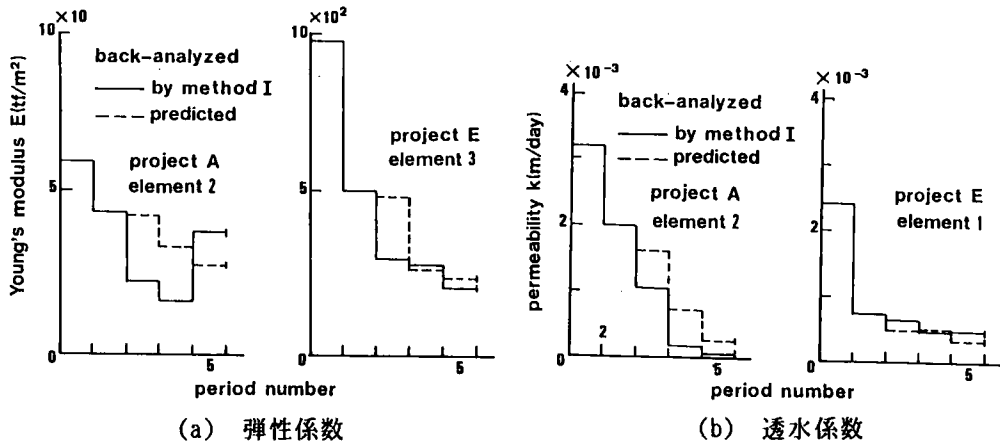 ×10
10
5
0
Young's modulus E(tf/m²)
back-analyzed
by method I
predicted
project A
element 2
5
×10²
10
5
0
project E
element 3
5
period number
(a) 弾性係数
×10⁻³
4
2
0
permeability k(m/day)
back-analyzed
by method I
predicted
project A
element 2
2
5
×10⁻³
4
2
0
project E
element 1
5
period number
(b) 透水係数